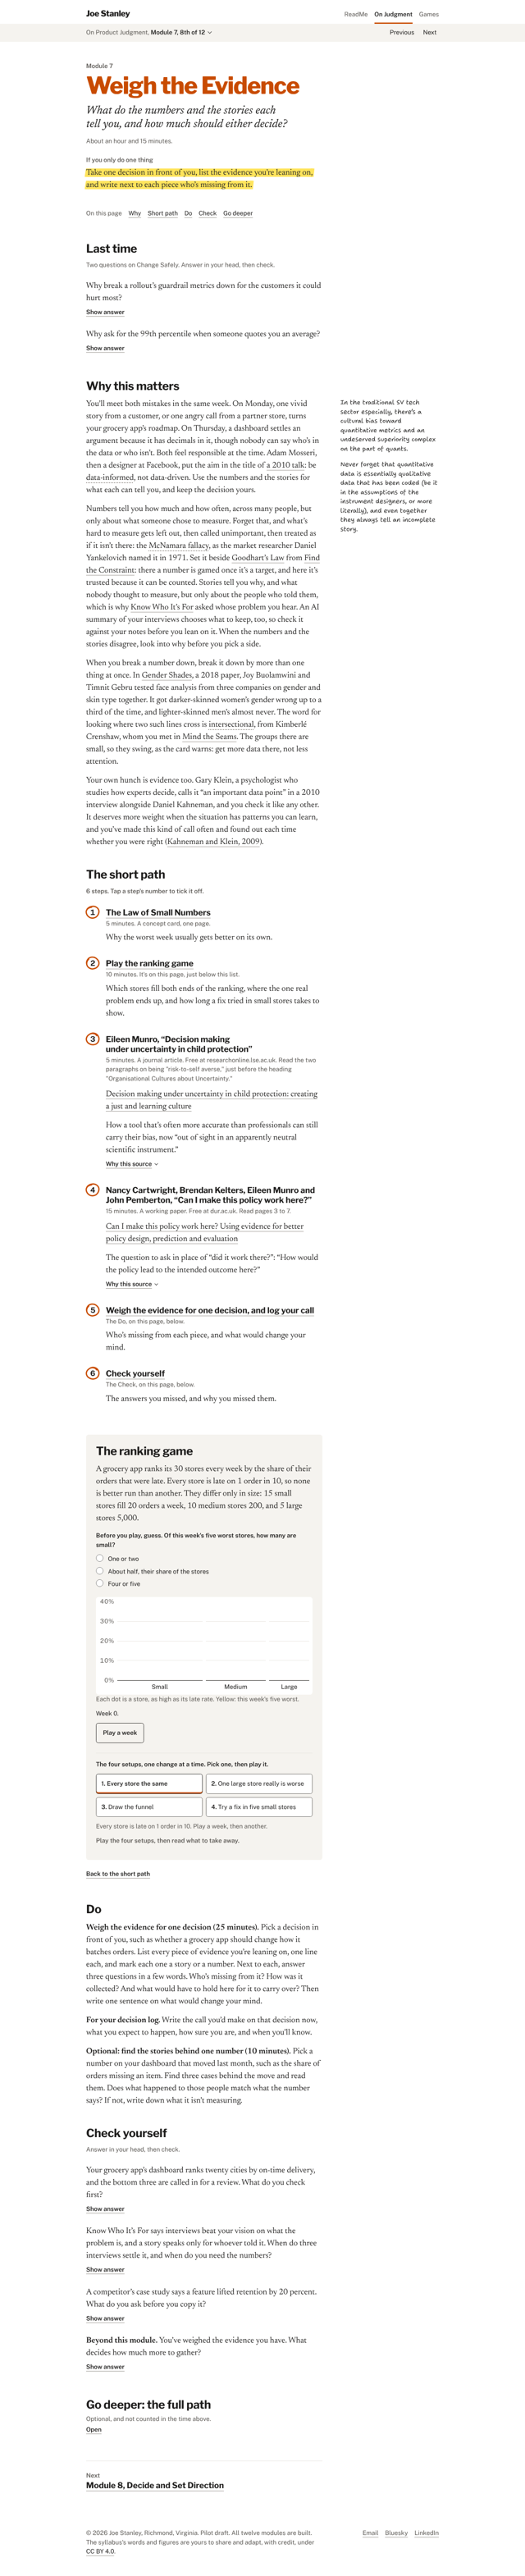 Joe Stanley
ReadMe On Judgment Games
On Product Judgment, Module 7, 8th of 12
Previous Next
Module 7
Weigh the Evidence
What do the numbers and the stories each
tell you, and how much should either decide?
About an hour and 15 minutes.
If you only do one thing
Take one decision in front of you, list the evidence you're leaning on,
and write next to each piece who's missing from it.
On this page Why Short path Do Check Go deeper
Last time
Two questions on Change Safely. Answer in your head, then check.
Why break a rollout's guardrail metrics down for the customers it could
hurt most?
Show answer
Why ask for the 99th percentile when someone quotes you an average?
Show answer
Why this matters
You'll meet both mistakes in the same week. On Monday, one vivid
story from a customer, or one angry call from a partner store, turns
your grocery app's roadmap. On Thursday, a dashboard settles an
argument because it has decimals in it, though nobody can say who's in
the data or who isn't. Both feel responsible at the time. Adam Mosseri,
then a designer at Facebook, put the aim in the title of a 2010 talk: be
data-informed, not data-driven. Use the numbers and the stories for
what each can tell you, and keep the decision yours.
In the traditional SV tech
sector especially, there's a
cultural bias toward
quantitative metrics and an
undeserved superiority complex
on the part of quants.
Never forget that quantitative
data is essentially qualitative
data that has been coded (be it
in the assumptions of the
instrument designers, or more
literally), and even together
they always tell an incomplete
story.
Numbers tell you how much and how often, across many people, but
only about what someone chose to measure. Forget that, and what's
hard to measure gets left out, then called unimportant, then treated as
if it isn't there: the McNamara fallacy, as the market researcher Daniel
Yankelovich named it in 1971. Set it beside Goodhart's Law from Find
the Constraint: there a number is gamed once it's a target, and here it's
trusted because it can be counted. Stories tell you why, and what
nobody thought to measure, but only about the people who told them,
which is why Know Who It's For asked whose problem you hear. An AI
summary of your interviews chooses what to keep, too, so check it
against your notes before you lean on it. When the numbers and the
stories disagree, look into why before you pick a side.
When you break a number down, break it down by more than one
thing at once. In Gender Shades, a 2018 paper, Joy Buolamwini and
Timnit Gebru tested face analysis from three companies on gender and
skin type together. It got darker-skinned women's gender wrong up to a
third of the time, and lighter-skinned men's almost never. The word for
looking where two such lines cross is intersectional, from Kimberlé
Crenshaw, whom you met in Mind the Seams. The groups there are
small, so they swing, as the card warns: get more data there, not less
attention.
Your own hunch is evidence too. Gary Klein, a psychologist who
studies how experts decide, calls it "an important data point" in a 2010
interview alongside Daniel Kahneman, and you check it like any other.
It deserves more weight when the situation has patterns you can learn,
and you've made this kind of call often and found out each time
whether you were right (Kahneman and Klein, 2009).
The short path
6 steps. Tap a step's number to tick it off.
1 The Law of Small Numbers
5 minutes. A concept card, one page.
Why the worst week usually gets better on its own.
2 Play the ranking game
10 minutes. It's on this page, just below this list.
Which stores fill both ends of the ranking, where the one real
problem ends up, and how long a fix tried in small stores takes to
show.
3 Eileen Munro, "Decision making
under uncertainty in child protection"
5 minutes. A journal article. Free at researchonline.lse.ac.uk. Read the two
paragraphs on being "risk-to-self averse," just before the heading
"Organisational Cultures about Uncertainty."
Decision making under uncertainty in child protection: creating
a just and learning culture
How a tool that's often more accurate than professionals can still
carry their bias, now "out of sight in an apparently neutral
scientific instrument."
Why this source
4 Nancy Cartwright, Brendan Kelters, Eileen Munro and
John Pemberton, "Can I make this policy work here?"
15 minutes. A working paper. Free at dur.ac.uk. Read pages 3 to 7.
Can I make this policy work here? Using evidence for better
policy design, prediction and evaluation
The question to ask in place of "did it work there?": "How would
the policy lead to the intended outcome here?"
Why this source
5 Weigh the evidence for one decision, and log your call
The Do, on this page, below.
Who's missing from each piece, and what would change your
mind.
6 Check yourself
The Check, on this page, below.
The answers you missed, and why you missed them.
The ranking game
A grocery app ranks its 30 stores every week by the share of their
orders that were late. Every store is late on 1 order in 10, so none
is better run than another. They differ only in size: 15 small
stores fill 20 orders a week, 10 medium stores 200, and 5 large
stores 5,000.
Before you play, guess. Of this week's five worst stores, how many are
small?
One or two
About half, their share of the stores
Four or five
40%
30%
20%
10%
0%
Small Medium Large
Each dot is a store, as high as its late rate. Yellow: this week's five worst.
Week 0.
Play a week
The four setups, one change at a time. Pick one, then play it.
1. Every store the same
2. One large store really is worse
3. Draw the funnel
4. Try a fix in five small stores
Every store is late on 1 order in 10. Play a week, then another.
Play the four setups, then read what to take away.
Back to the short path
Do
Weigh the evidence for one decision (25 minutes). Pick a decision in
front of you, such as whether a grocery app should change how it
batches orders. List every piece of evidence you're leaning on, one line
each, and mark each one a story or a number. Next to each, answer
three questions in a few words. Who's missing from it? How was it
collected? And what would have to hold here for it to carry over? Then
write one sentence on what would change your mind.
For your decision log. Write the call you'd make on that decision now,
what you expect to happen, how sure you are, and when you'll know.
Optional: find the stories behind one number (10 minutes). Pick a
number on your dashboard that moved last month, such as the share of
orders missing an item. Find three cases behind the move and read
them. Does what happened to those people match what the number
says? If not, write down what it isn't measuring.
Check yourself
Answer in your head, then check.
Your grocery app's dashboard ranks twenty cities by on-time delivery,
and the bottom three are called in for a review. What do you check
first?
Show answer
Know Who It's For says interviews beat your vision on what the
problem is, and a story speaks only for whoever told it. When do three
interviews settle it, and when do you need the numbers?
Show answer
A competitor's case study says a feature lifted retention by 20 percent.
What do you ask before you copy it?
Show answer
Beyond this module. You've weighed the evidence you have. What
decides how much more to gather?
Show answer
Go deeper: the full path
Optional, and not counted in the time above.
Open
Next
Module 8, Decide and Set Direction
© 2026 Joe Stanley, Richmond, Virginia. Pilot draft. All twelve modules are built.
The syllabus's words and figures are yours to share and adapt, with credit, under
CC BY 4.0.
Email Bluesky LinkedIn